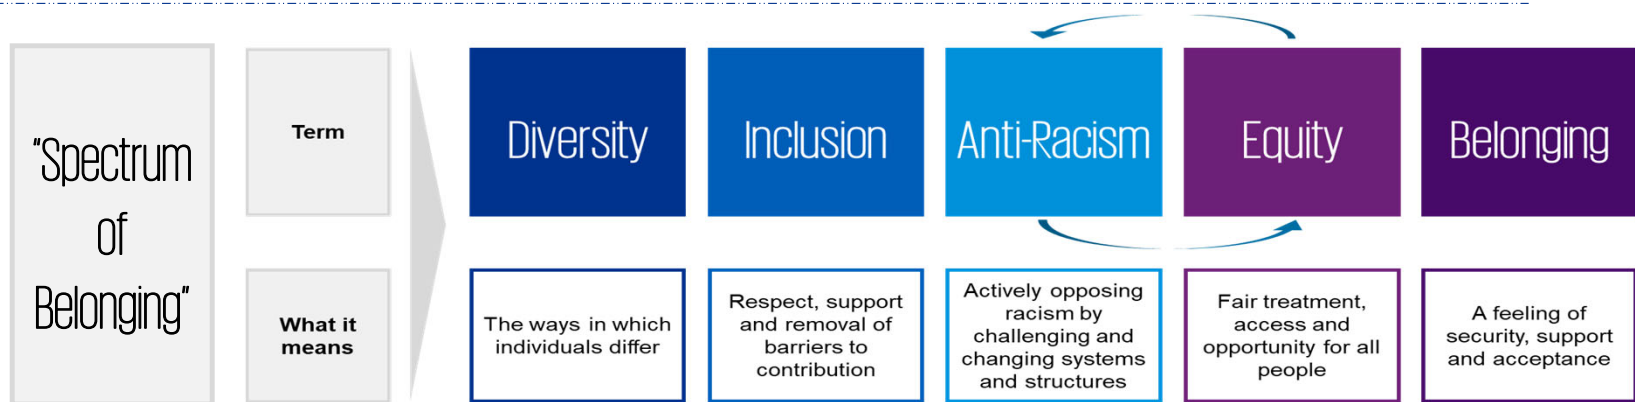 "Spectrum
of
Belonging"
Term
Diversity
Inclusion
Anti-Racism
Equity
Belonging
What it
means
The ways in which
individuals differ
Respect, support
and removal of
barriers to
contribution
Actively opposing
racism by
challenging and
changing systems
and structures
Fair treatment,
access and
opportunity for all
people
A feeling of
security, support
and acceptance